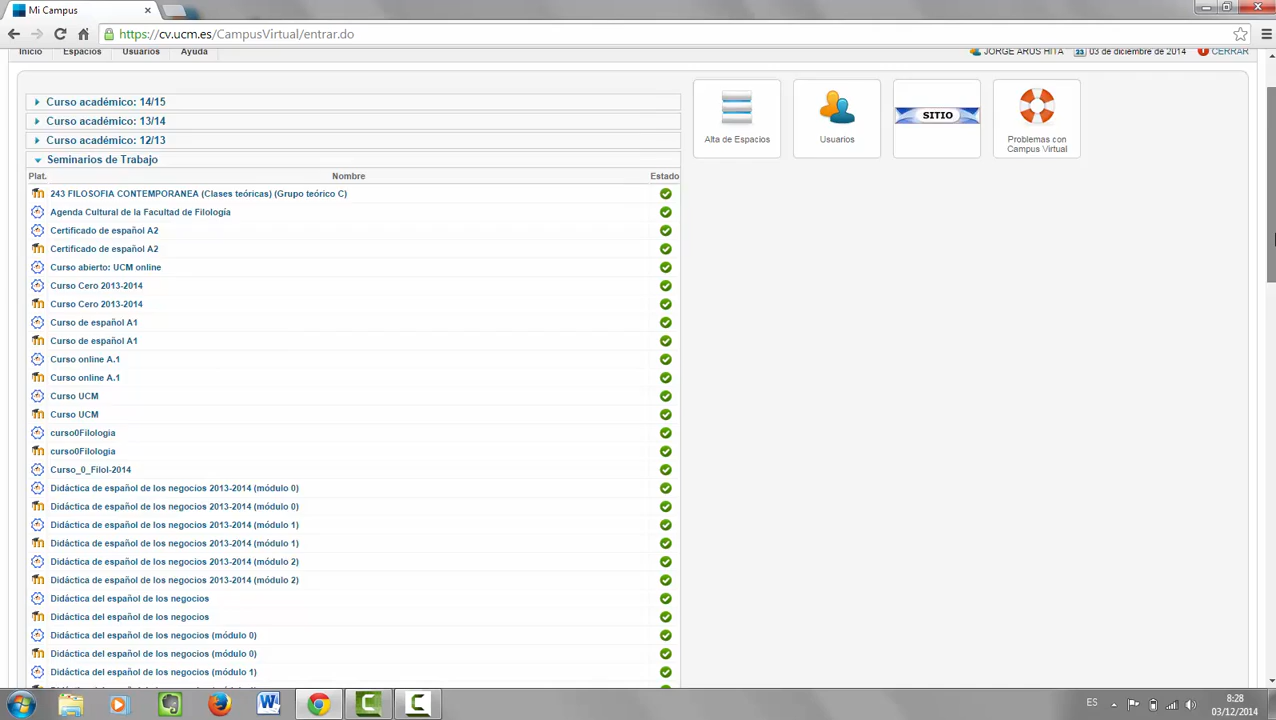 Mi Campus
https://cv.ucm.es/CampusVirtual/entrar.do
Inicio Espacios Usuarios Ayuda
JORGE ARUS HITA 23 03 de diciembre de 2014 CERRAR
Curso académico: 14/15
Curso académico: 13/14
Curso académico: 12/13
Seminarios de Trabajo
Plat. Nombre Estado
243 FILOSOFIA CONTEMPORANEA (Clases teóricas) (Grupo teórico C)
Agenda Cultural de la Facultad de Filología
Certificado de español A2
Certificado de español A2
Curso abierto: UCM online
Curso Cero 2013-2014
Curso Cero 2013-2014
Curso de español A1
Curso de español A1
Curso online A.1
Curso online A.1
Curso UCM
Curso UCM
curso0Filologia
curso0Filologia
Curso_0_Filol-2014
Didáctica de español de los negocios 2013-2014 (módulo 0)
Didáctica de español de los negocios 2013-2014 (módulo 0)
Didáctica de español de los negocios 2013-2014 (módulo 1)
Didáctica de español de los negocios 2013-2014 (módulo 1)
Didáctica de español de los negocios 2013-2014 (módulo 2)
Didáctica de español de los negocios 2013-2014 (módulo 2)
Didáctica del español de los negocios
Didáctica del español de los negocios
Didáctica del español de los negocios (módulo 0)
Didáctica del español de los negocios (módulo 0)
Didáctica del español de los negocios (módulo 1)
Alta de Espacios
Usuarios
SITIO
Problemas con
Campus Virtual
ES
8:28
03/12/2014